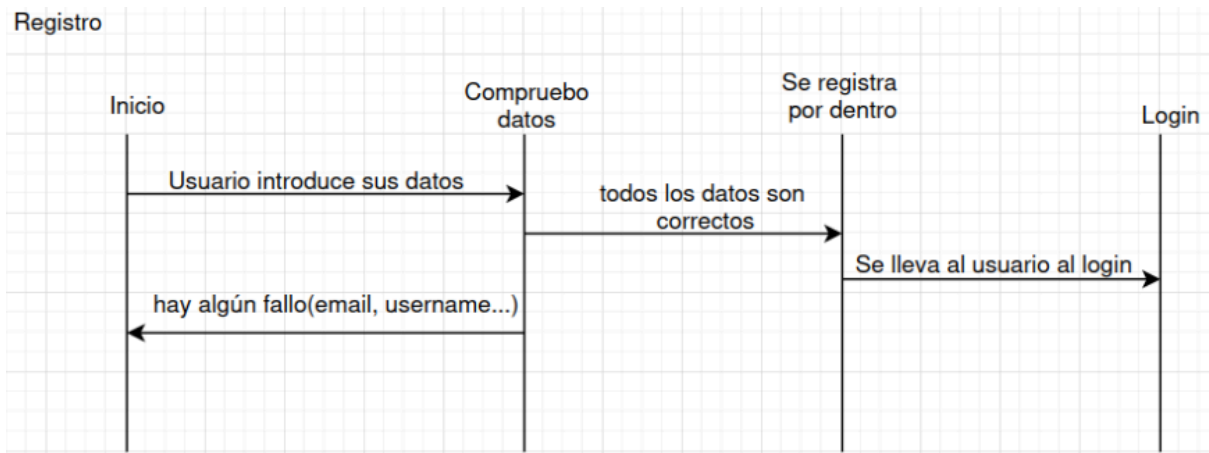 Registro
Inicio
Compruebo
datos
Se registra
por dentro
Login
Usuario introduce sus datos
todos los datos son
correctos
Se lleva al usuario al login
hay algún fallo(email, username...)